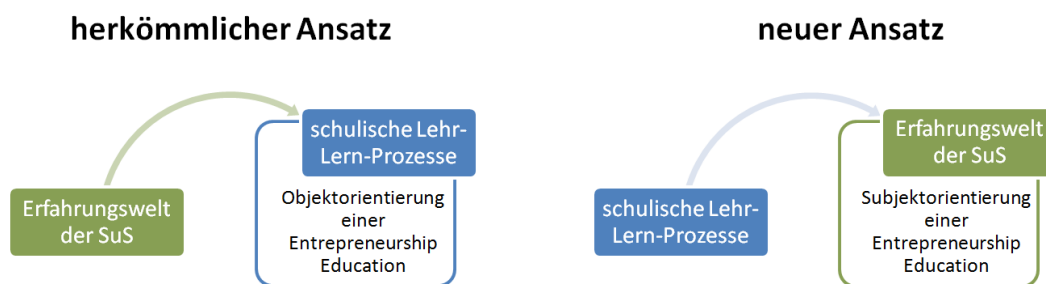 herkömmlicher Ansatz
schulische Lehr-
Lern-Prozesse
Erfahrungswelt
der SuS
Objektorientierung
einer
Entrepreneurship
Education
neuer Ansatz
Erfahrungswelt
der SuS
schulische Lehr-
Lern-Prozesse
Subjektorientierung
einer
Entrepreneurship
Education